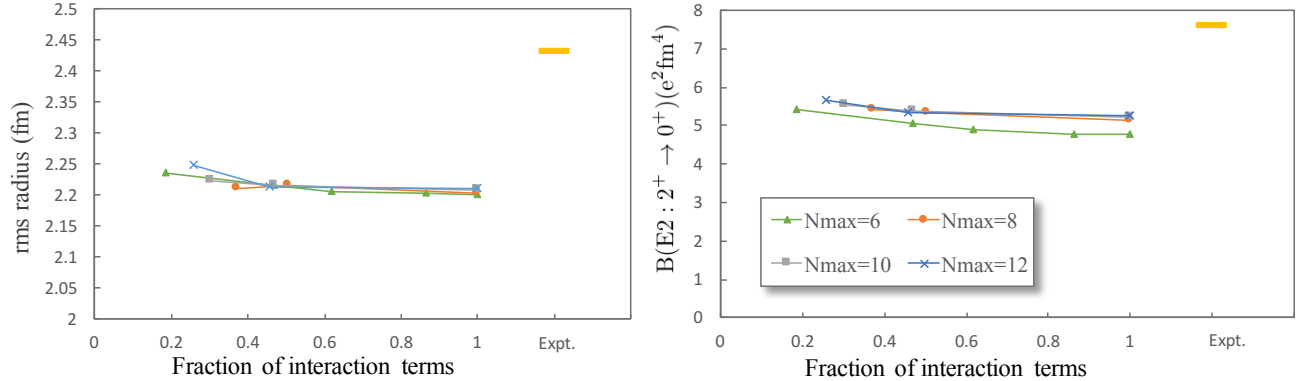 2.5
2.45
2.4
2.35
2.3
2.25
2.2
2.15
2.1
2.05
2
rms radius (fm)
0 0.2 0.4 0.6 0.8 1 Expt.
Fraction of interaction terms
8
7
6
5
4
3
2
1
0
B(E2 : 2⁺ → 0⁺)(e²fm⁴)
Nmax=6 Nmax=8
Nmax=10 Nmax=12
0 0.2 0.4 0.6 0.8 1 Expt.
Fraction of interaction terms